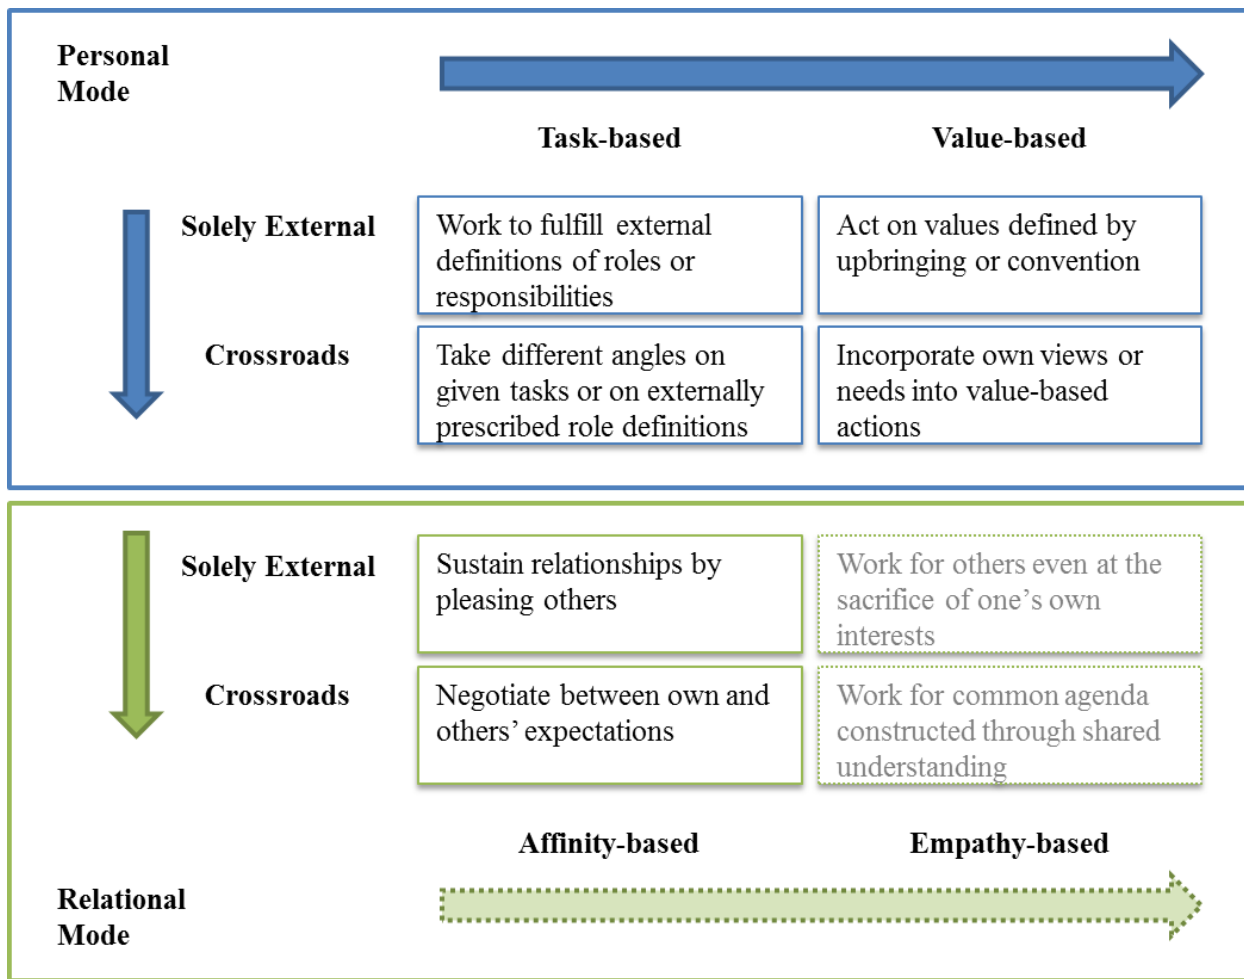 Personal
Mode
Task-based
Value-based
Solely External
Work to fulfill external
definitions of roles or
responsibilities
Act on values defined by
upbringing or convention
Crossroads
Take different angles on
given tasks or on externally
prescribed role definitions
Incorporate own views or
needs into value-based
actions
Solely External
Sustain relationships by
pleasing others
Work for others even at the
sacrifice of one’s own
interests
Crossroads
Negotiate between own and
others’ expectations
Work for common agenda
constructed through shared
understanding
Affinity-based
Empathy-based
Relational
Mode